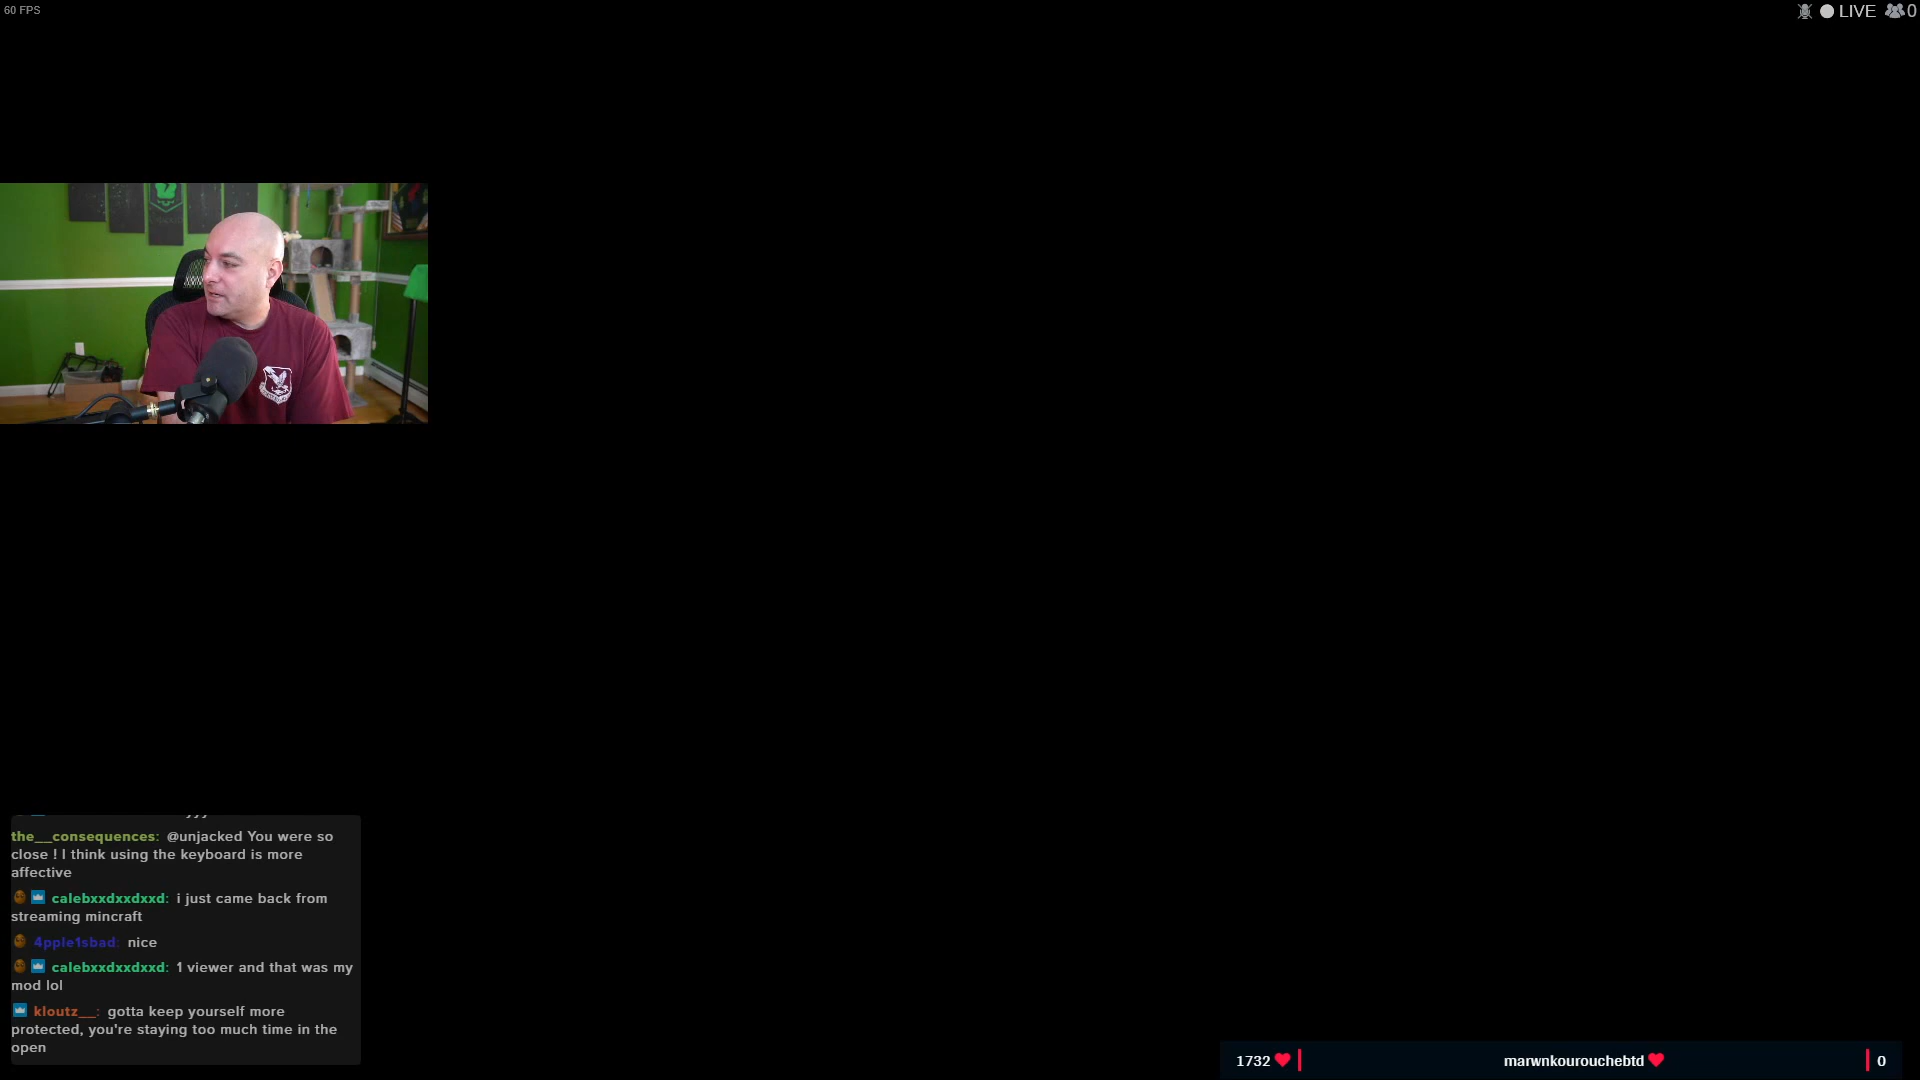 60 FPS
LIVE 0
the__consequences: @unjacked You were so
close ! I think using the keyboard is more
affective
calebxxdxxdxxd: i just came back from
streaming mincraft
4pple1sbad: nice
calebxxdxxdxxd: 1 viewer and that was my
mod lol
kloutz__: gotta keep yourself more
protected, you're staying too much time in the
open
1732 marwnkourouchebtd 0